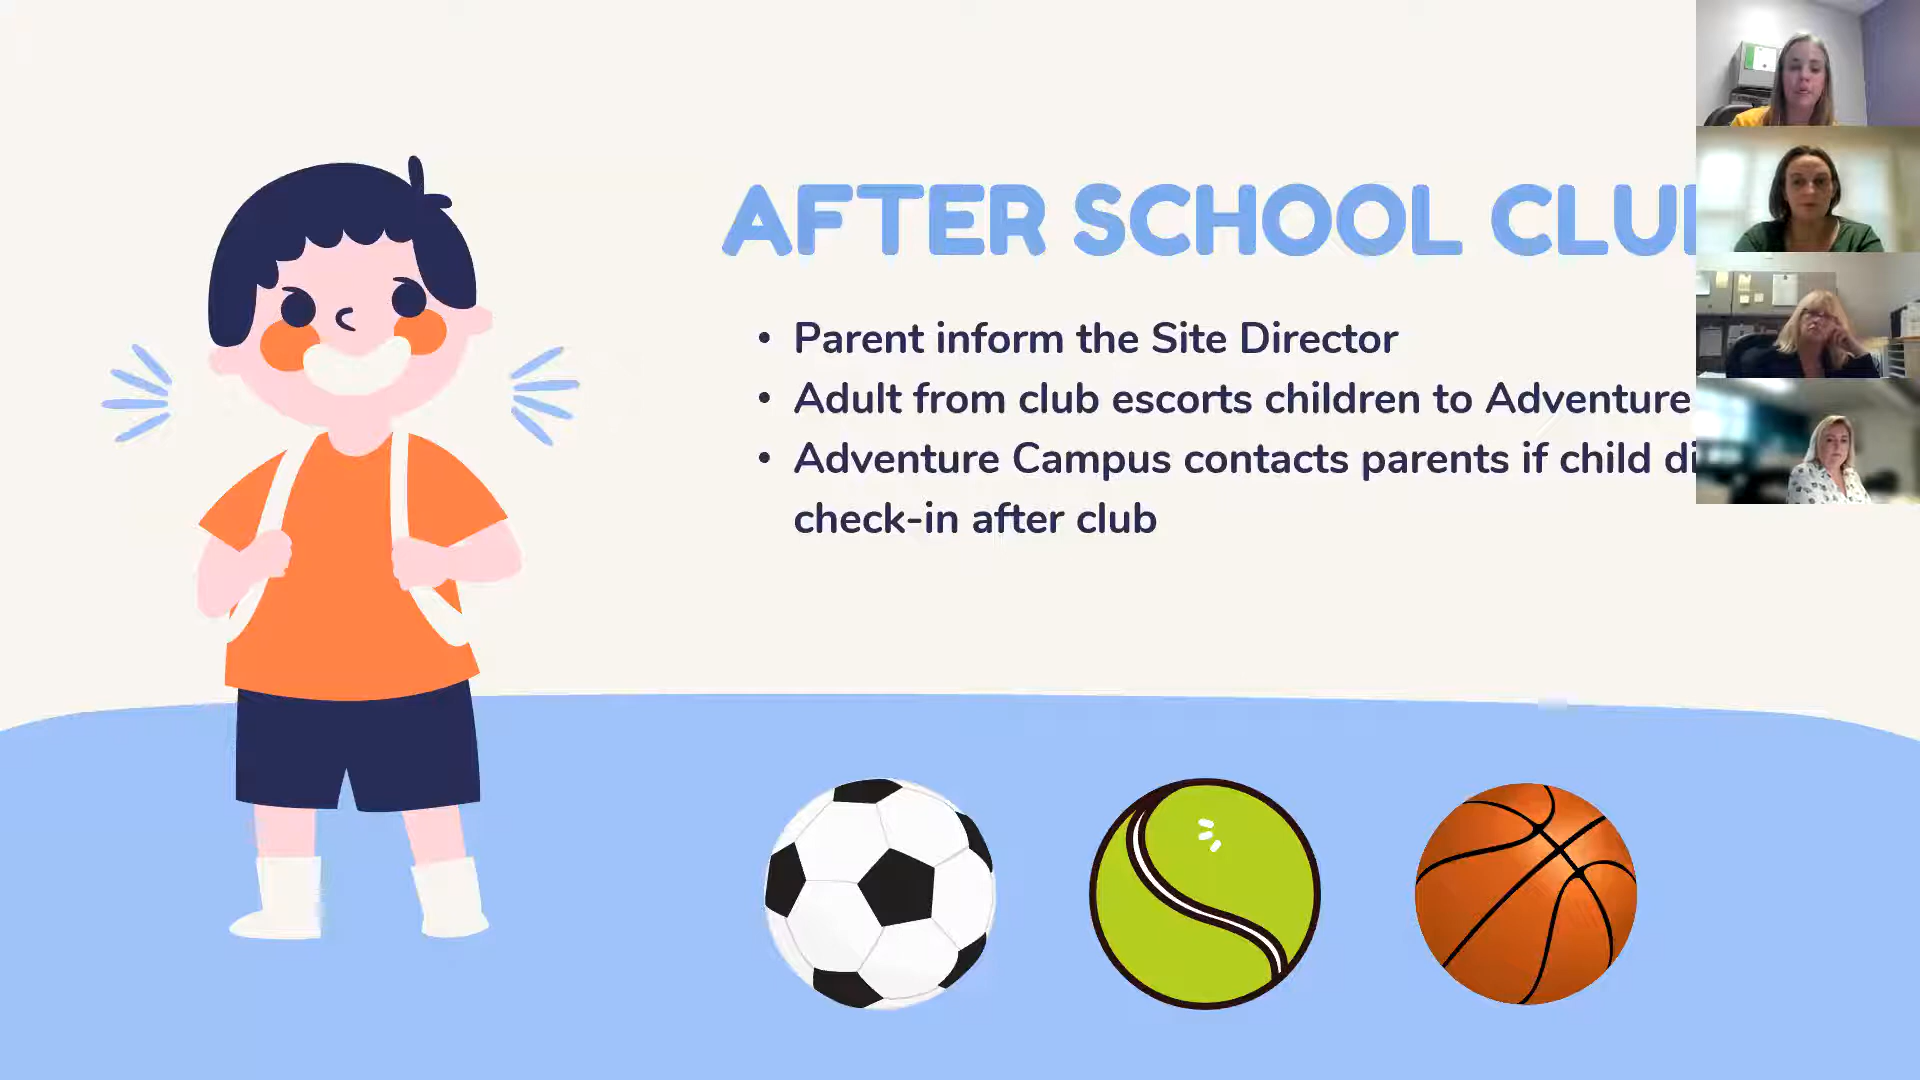 AFTER SCHOOL CLU
• Parent inform the Site Director
• Adult from club escorts children to Adventure
• Adventure Campus contacts parents if child di
check-in after club